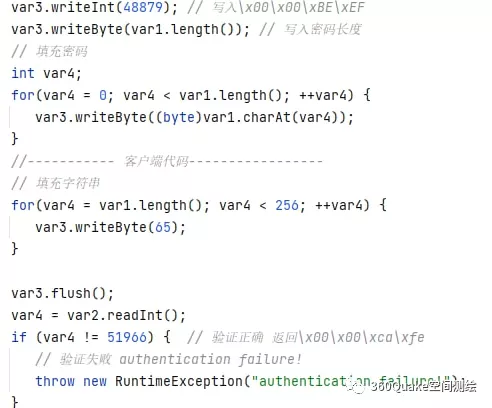 var3.writeInt(48879); // 写入\x00\x00\xBE\xEF
var3.writeByte(var1.length()); // 写入密码长度
// 填充密码
int var4;
for(var4 = 0; var4 < var1.length(); ++var4) {
var3.writeByte((byte)var1.charAt(var4));
}
//----------- 客户端代码-----------------
// 填充字符串
for(var4 = var1.length(); var4 < 256; ++var4) {
var3.writeByte(65);
}
var3.flush();
var4 = var2.readInt();
if (var4 != 51966) { // 验证正确 返回\x00\x00\xca\xfe
// 验证失败 authentication failure!
throw new RuntimeException("authentication failure!");
}
360Quake空间测绘